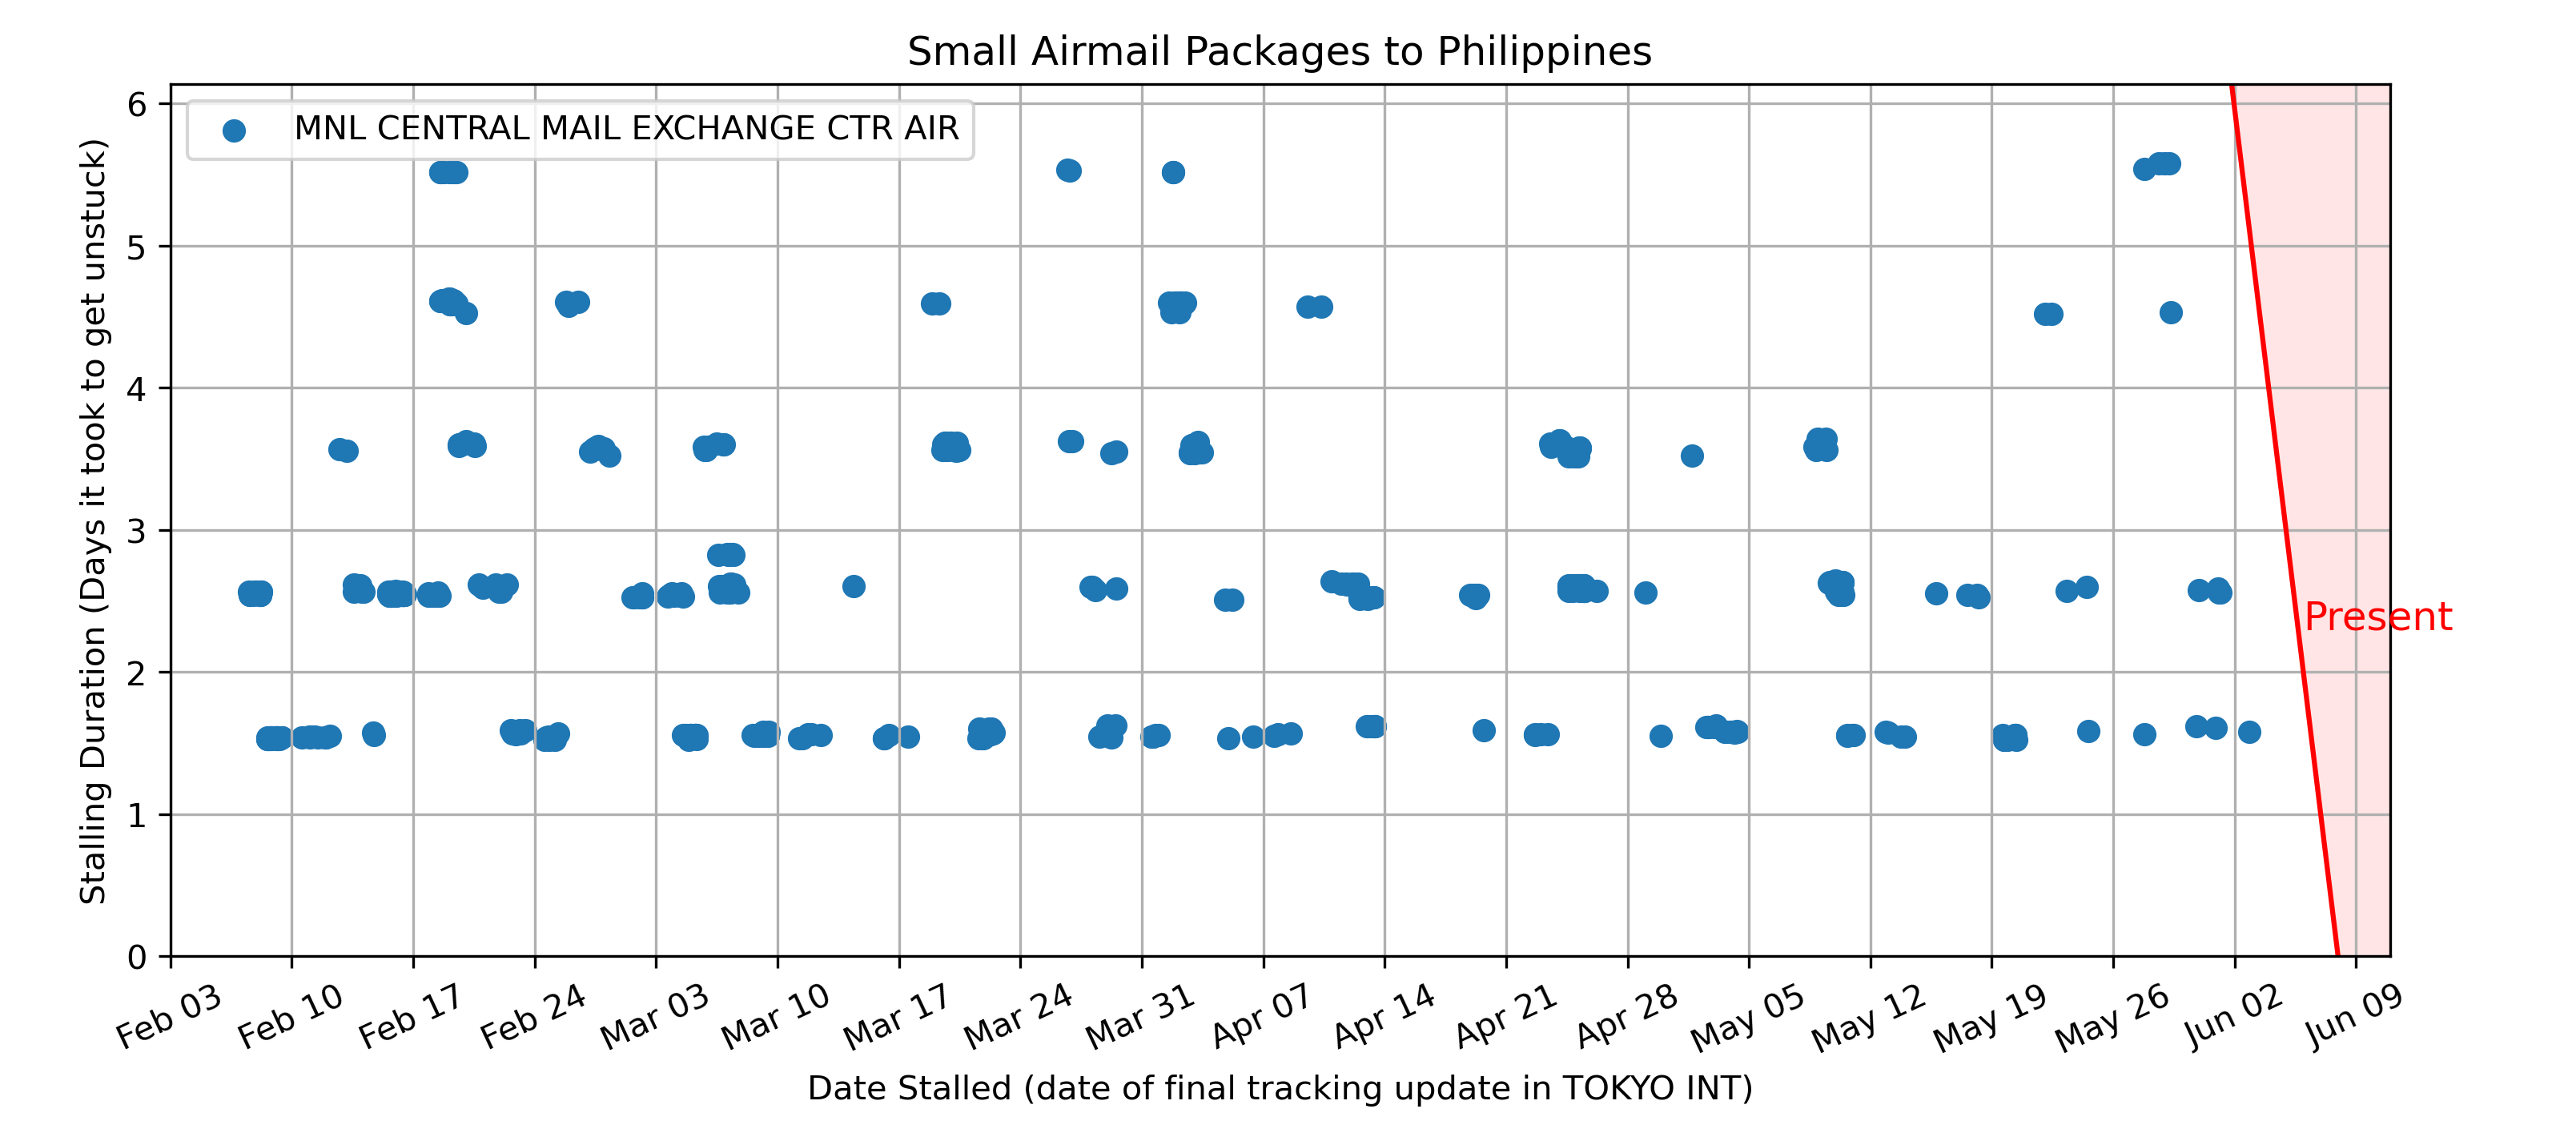 Small Airmail Packages to Philippines
MNL CENTRAL MAIL EXCHANGE CTR AIR
Stalling Duration (Days it took to get unstuck)
6
5
4
3
2
1
0
Present
Feb 03
Feb 10
Feb 17
Feb 24
Mar 03
Mar 10
Mar 17
Mar 24
Mar 31
Apr 07
Apr 14
Apr 21
Apr 28
May 05
May 12
May 19
May 26
Jun 02
Jun 09
Date Stalled (date of final tracking update in TOKYO INT)